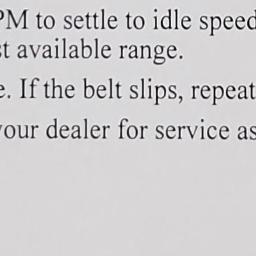 PM to settle to idle speed
st available range.
e. If the belt slips, repeat
your dealer for service as